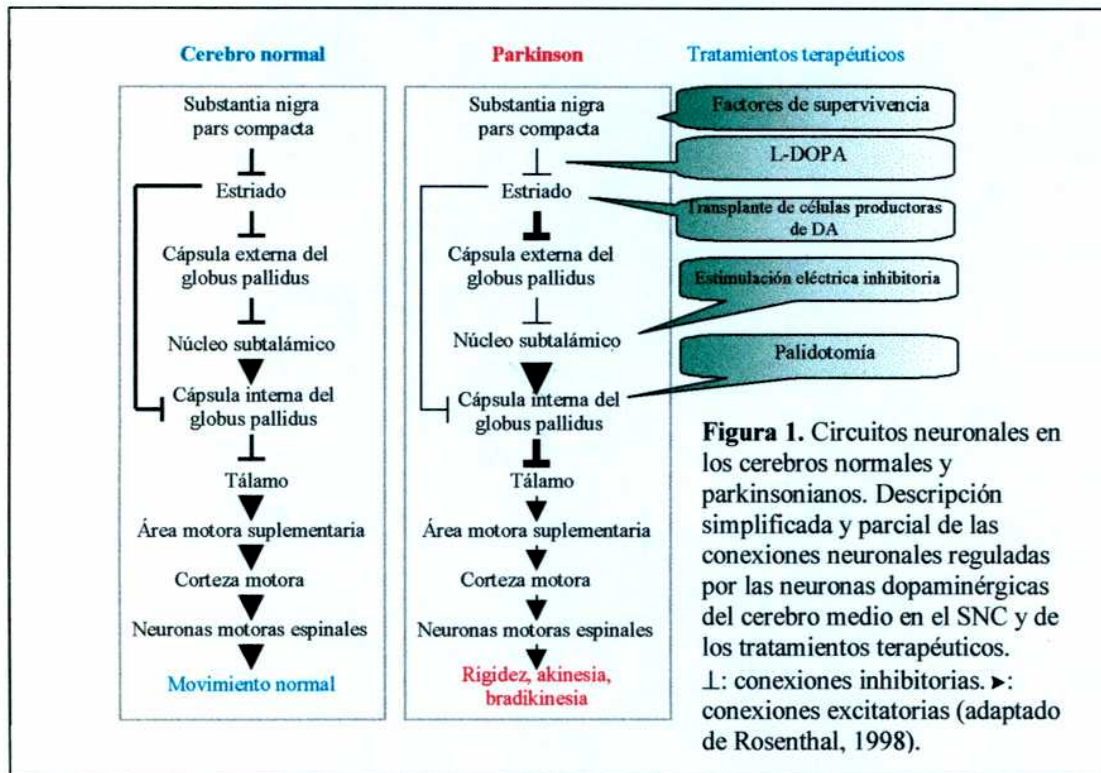 Cerebro normal
Substantia nigra
pars compacta
Estriado
Cápsula externa del
globus pallidus
Núcleo subtalámico
Cápsula interna del
globus pallidus
Tálamo
Área motora suplementaria
Corteza motora
Neuronas motoras espinales
Movimiento normal
Parkinson
Substantia nigra
pars compacta
Estriado
Cápsula externa del
globus pallidus
Núcleo subtalámico
Cápsula interna del
globus pallidus
Tálamo
Área motora suplementaria
Corteza motora
Neuronas motoras espinales
Rigidez, akinesia,
bradikinesia
Tratamientos terapéuticos
Factores de supervivencia
L-DOPA
Transplante de células productoras
de DA
Estimulación eléctrica inhibitoria
Palidotomía
Figura 1. Circuitos neuronales en
los cerebros normales y
parkinsonianos. Descripción
simplificada y parcial de las
conexiones neuronales reguladas
por las neuronas dopaminérgicas
del cerebro medio en el SNC y de
los tratamientos terapéuticos.
⊥: conexiones inhibitorias. ►:
conexiones excitatorias (adaptado
de Rosenthal, 1998).